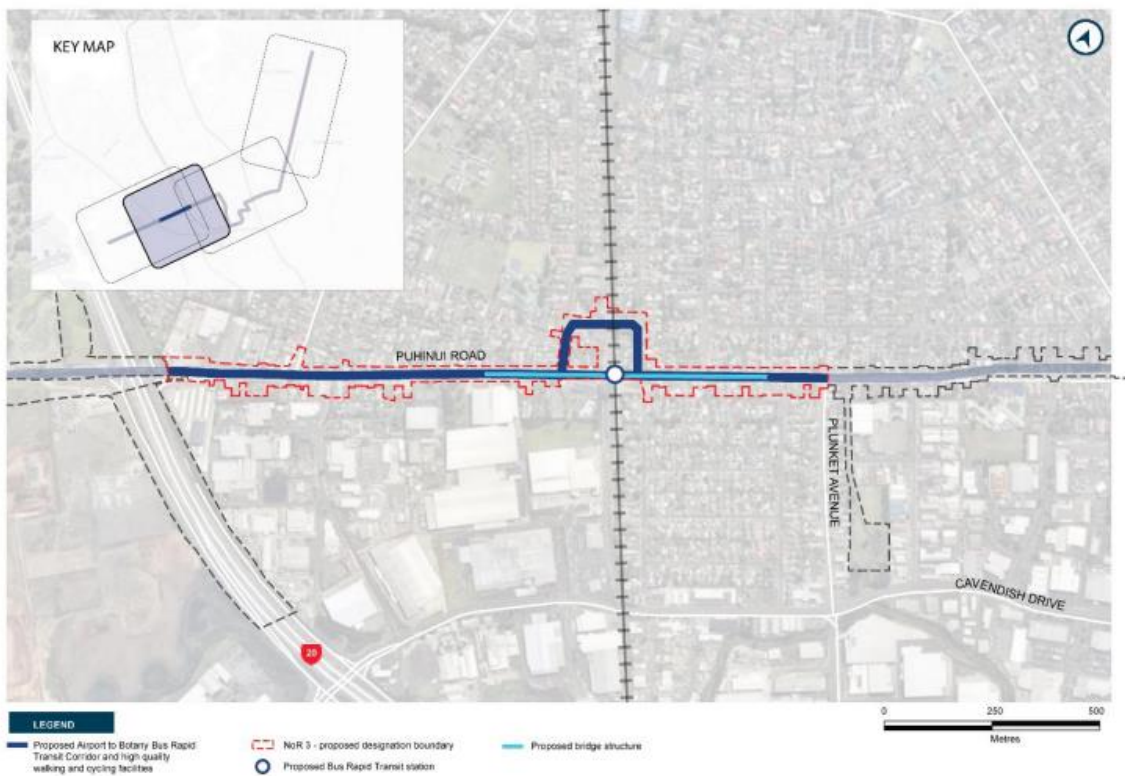 KEY MAP
PUHINUI ROAD
PLUNKET AVENUE
CAVENDISH DRIVE
20
LEGEND
Proposed Airport to Botany Bus Rapid
Transit Corridor and high quality
walking and cycling facilities
NoR 3 - proposed designation boundary
Proposed Bus Rapid Transit station
Proposed bridge structure
0 250 500
Metres